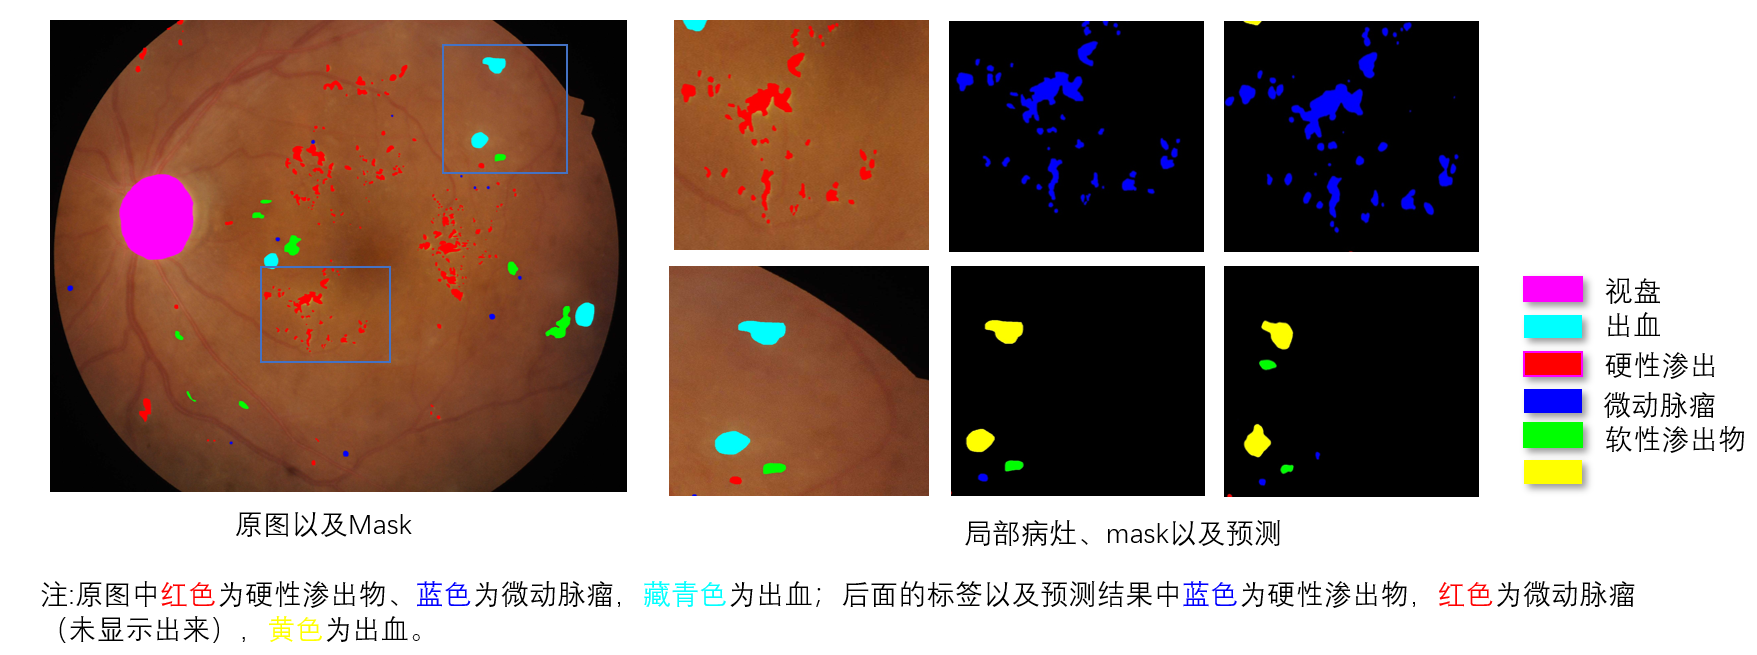 视盘
出血
硬性渗出
微动脉瘤
软性渗出物
原图以及Mask
局部病灶、mask以及预测
注:原图中红色为硬性渗出物、蓝色为微动脉瘤，藏青色为出血；后面的标签以及预测结果中蓝色为硬性渗出物，红色为微动脉瘤
（未显示出来），黄色为出血。